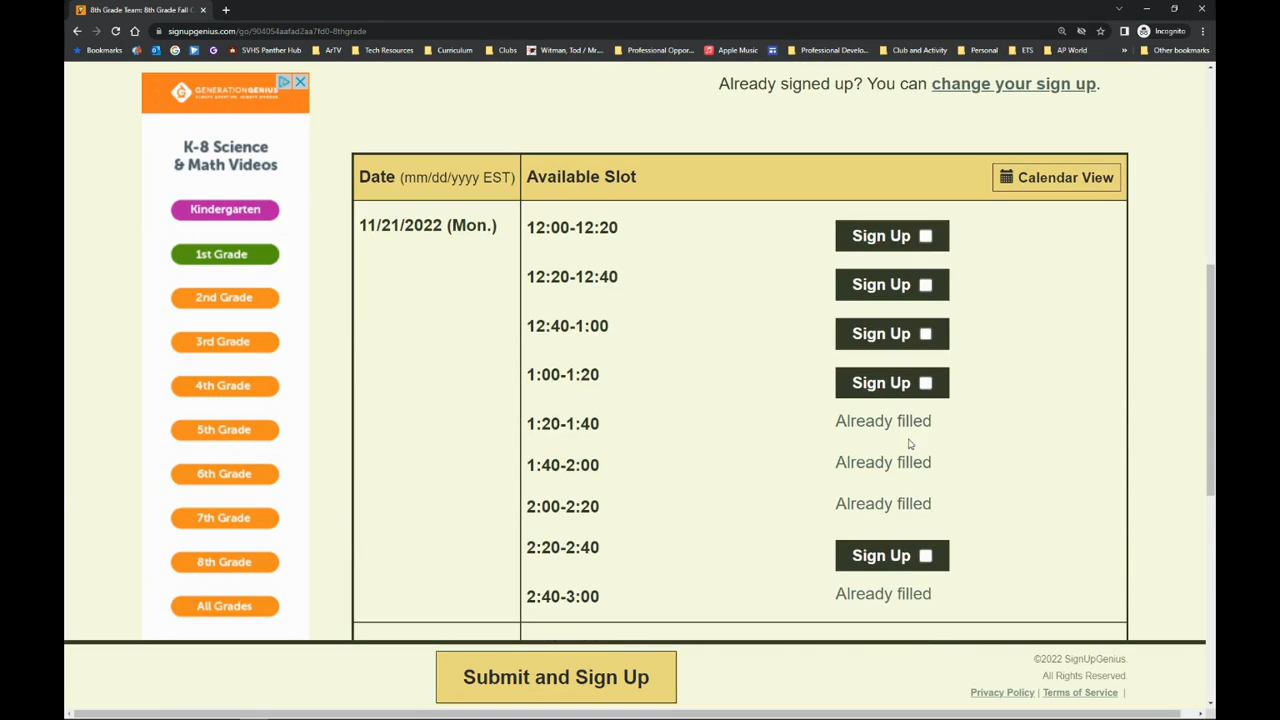 8th Grade Team: 8th Grade Fall C
signupgenius.com/go/904054aafad2aa7fd0-8thgrade
Incognito
Bookmarks
SVHS Panther Hub
ArTV
Tech Resources
Curriculum
Clubs
Witman, Tod / Mr....
Professional Oppor...
Apple Music
Professional Develo...
Club and Activity
Personal
ETS
AP World
Other bookmarks
GENERATIONGENIUS
K-8 Science
& Math Videos
Kindergarten
1st Grade
2nd Grade
3rd Grade
4th Grade
5th Grade
6th Grade
7th Grade
8th Grade
All Grades
Already signed up? You can change your sign up.
Date (mm/dd/yyyy EST)
Available Slot
Calendar View
11/21/2022 (Mon.)
12:00-12:20
Sign Up
12:20-12:40
Sign Up
12:40-1:00
Sign Up
1:00-1:20
Sign Up
1:20-1:40
Already filled
1:40-2:00
Already filled
2:00-2:20
Already filled
2:20-2:40
Sign Up
2:40-3:00
Already filled
Submit and Sign Up
©2022 SignUpGenius.
All Rights Reserved.
Privacy Policy | Terms of Service |